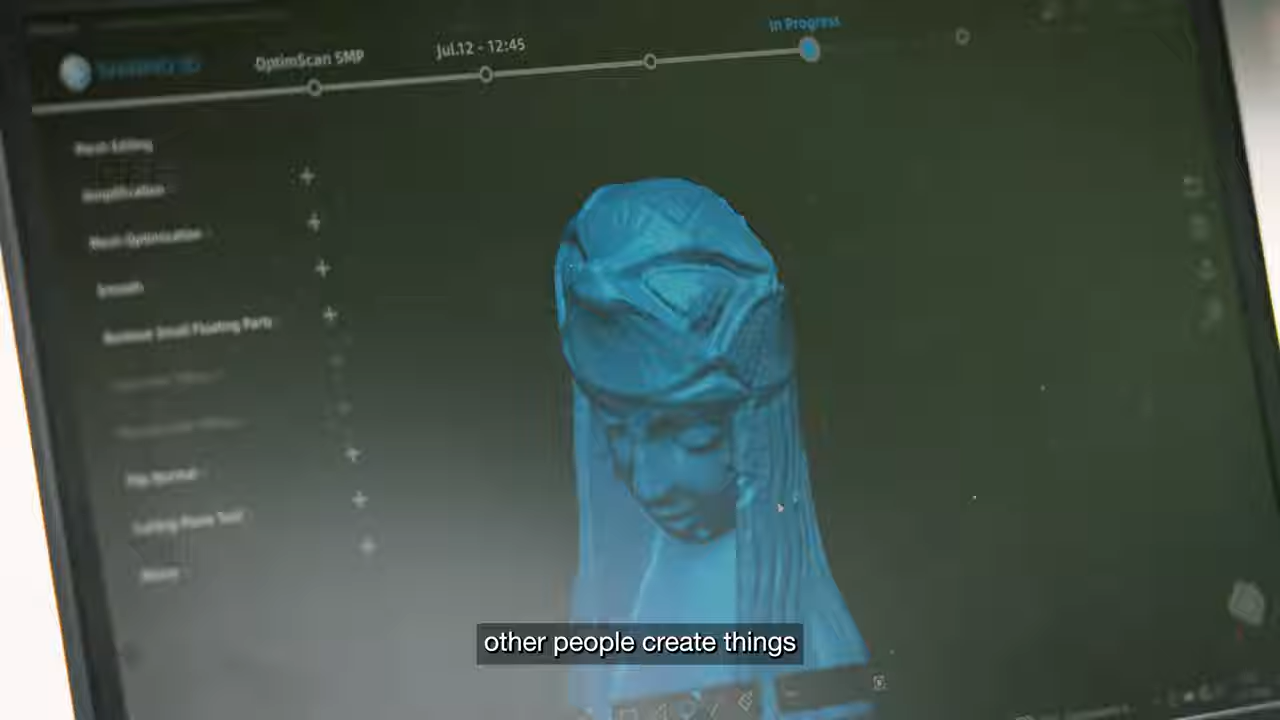 In Progress
Jul.12 - 12:45
OptimScan 5MP
Mesh Editing
Simplification
Mesh Optimization
Smooth
Remove Small Floating Parts
Flip Normal
Cutting Plane Tool
other people create things